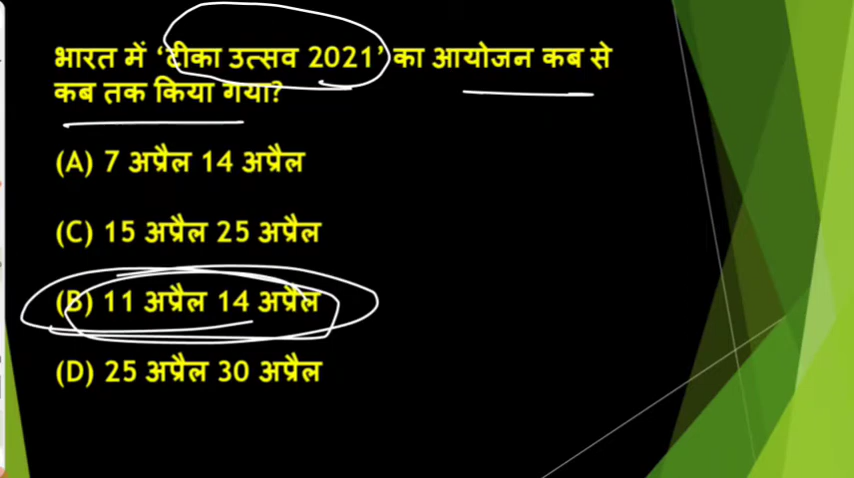 भारत में ‘टीका उत्सव 2021’ का आयोजन कब से
कब तक किया गया?
(A) 7 अप्रैल 14 अप्रैल
(C) 15 अप्रैल 25 अप्रैल
(B) 11 अप्रैल 14 अप्रैल
(D) 25 अप्रैल 30 अप्रैल